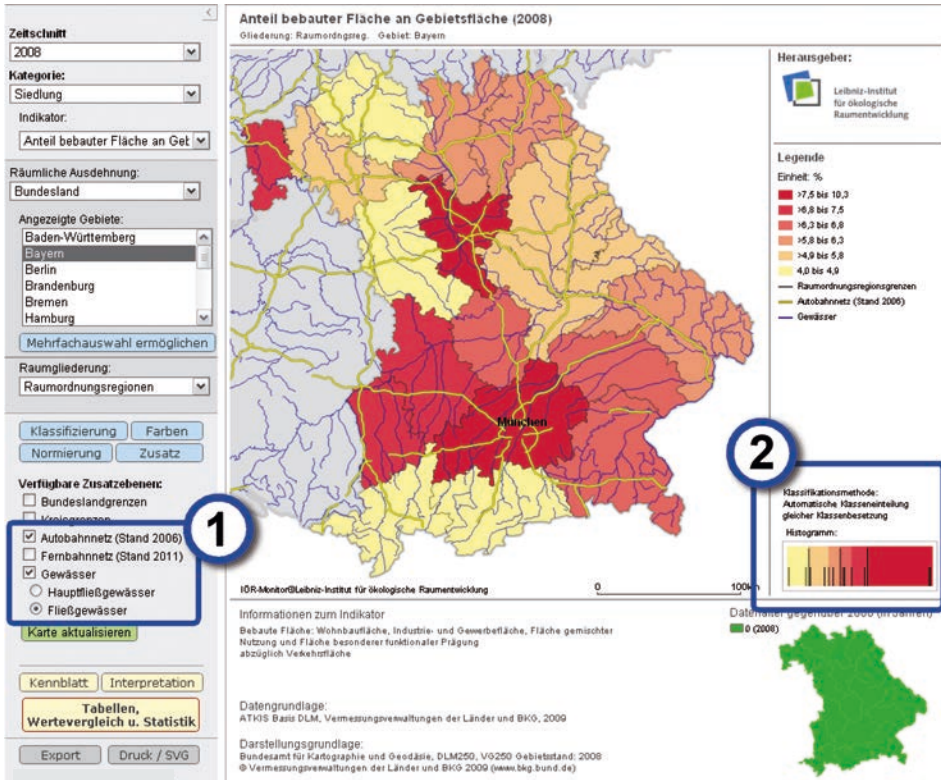 Zeitschnitt
2008
Kategorie:
Siedlung
Indikator:
Anteil bebauter Fläche an Get
Räumliche Ausdehnung:
Bundesland
Angezeigte Gebiete:
Baden-Württemberg
Bayern
Berlin
Brandenburg
Bremen
Hamburg
Mehrfachauswahl ermöglichen
Raumgliederung:
Raumordnungsregionen
Klassifizierung
Farben
Normierung
Zusatz
Verfügbare Zusatzebenen:
Bundeslandgrenzen
Kreisgrenzen
Autobahnnetz (Stand 2006)
Fernbahnnetz (Stand 2011)
Gewässer
Hauptfließgewässer
Fließgewässer
1
Karte aktualisieren
Kennblatt
Interpretation
Tabellen,
Wertevergleich u. Statistik
Export
Druck / SVG
Anteil bebauter Fläche an Gebietsfläche (2008)
Gliederung: Raumordngsreg. Gebiet: Bayern
München
IÖR-Monitor©Leibniz-Institut für ökologische Raumentwicklung
0 100km
Herausgeber:
Leibniz-Institut
für ökologische
Raumentwicklung
Legende
Einheit: %
>7,5 bis 10,3
>6,8 bis 7,5
>6,3 bis 6,8
>5,8 bis 6,3
>4,9 bis 5,8
4,0 bis 4,9
Raumordnungsregionsgrenzen
Autobahnnetz (Stand 2006)
Gewässer
2
Klassifikationsmethode:
Automatische Klasseneinteilung
gleicher Klassenbesetzung
Histogramm:
Informationen zum Indikator
Bebaute Fläche: Wohnbaufläche, Industrie- und Gewerbefläche, Fläche gemischter
Nutzung und Fläche besonderer funktionaler Prägung
abzüglich Verkehrsfläche
Datenalter gegenüber 2008 (in Jahren)
0 (2008)
Datengrundlage:
ATKIS Basis DLM, Vermessungsverwaltungen der Länder und BKG, 2009
Darstellungsgrundlage:
Bundesamt für Kartographie und Geodäsie, DLM250, VG250 Gebietsstand: 2008
© Vermessungsverwaltungen der Länder und BKG 2009 (www.bkg.bund.de)